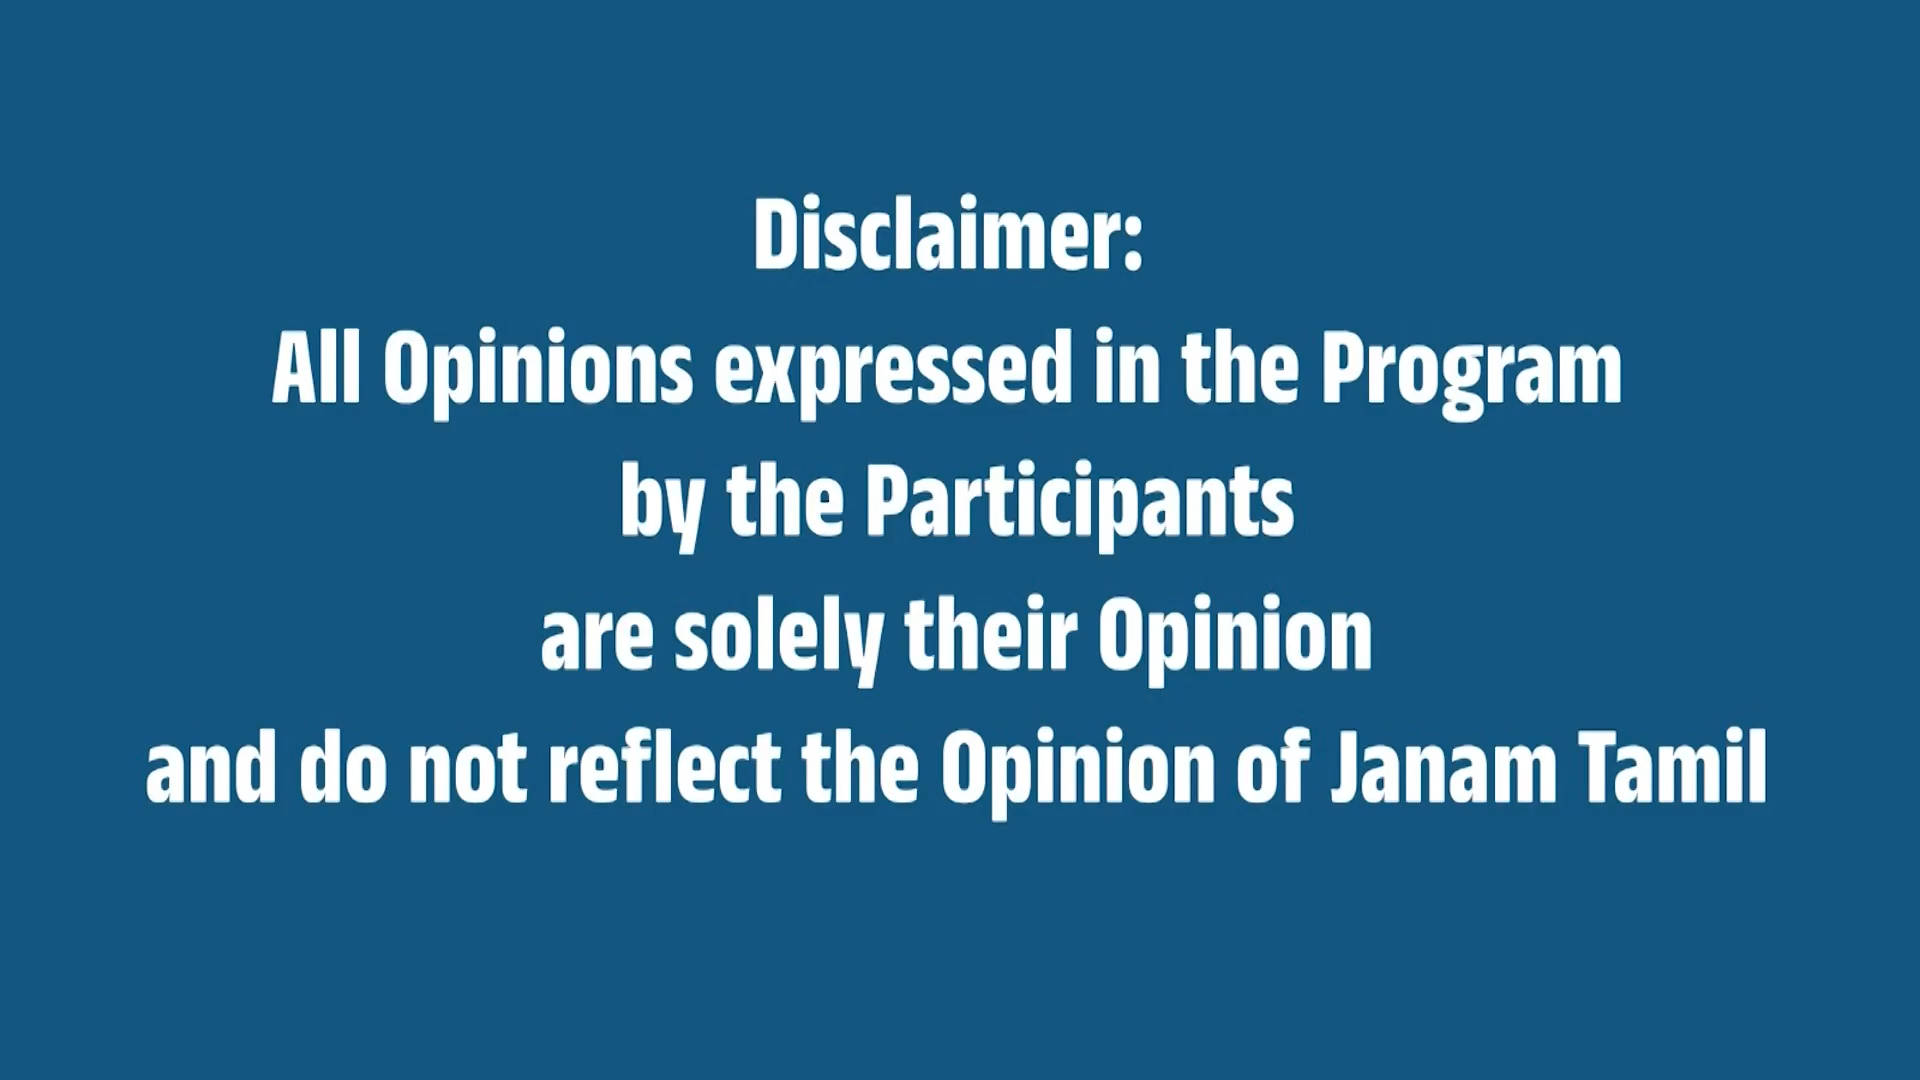 Disclaimer:
All Opinions expressed in the Program
by the Participants
are solely their Opinion
and do not reflect the Opinion of Janam Tamil